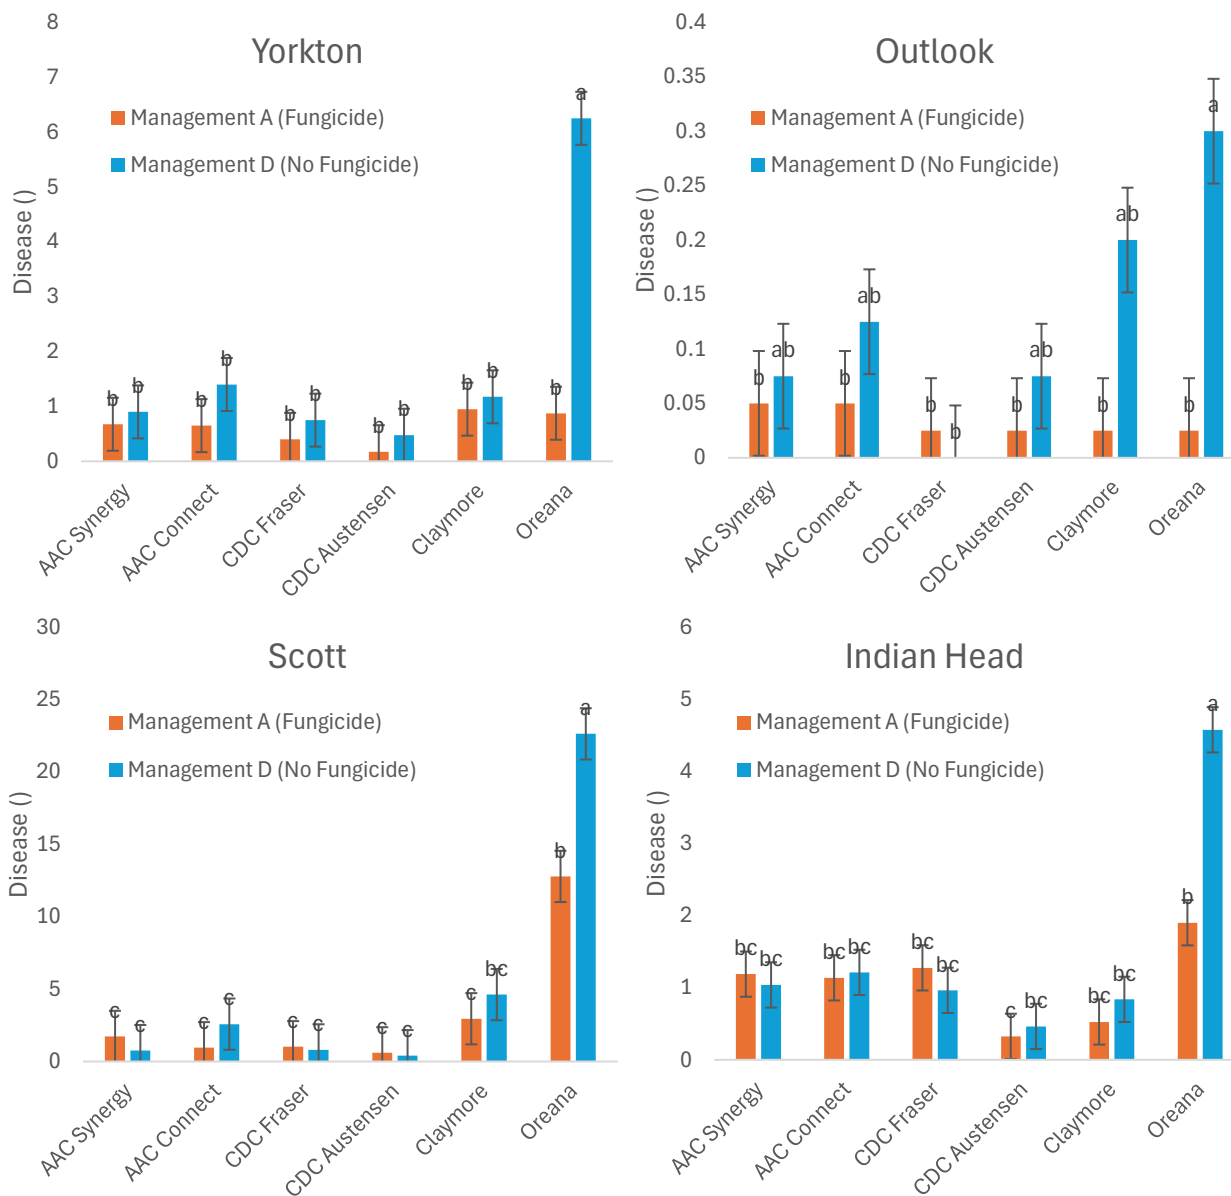 Yorkton
8
7
6
5
4
3
2
1
0
Disease ()
Management A (Fungicide)
Management D (No Fungicide)
b
b
b
b
b
b
b
b
b
b
b
a
AAC Synergy
AAC Connect
CDC Fraser
CDC Austensen
Claymore
Oreana
Outlook
0.4
0.35
0.3
0.25
0.2
0.15
0.1
0.05
0
Disease ()
Management A (Fungicide)
Management D (No Fungicide)
b
ab
b
ab
b
b
b
ab
b
ab
b
a
AAC Synergy
AAC Connect
CDC Fraser
CDC Austensen
Claymore
Oreana
Scott
30
25
20
15
10
5
0
Disease ()
Management A (Fungicide)
Management D (No Fungicide)
c
c
c
c
c
c
c
c
c
bc
b
a
AAC Synergy
AAC Connect
CDC Fraser
CDC Austensen
Claymore
Oreana
Indian Head
6
5
4
3
2
1
0
Disease ()
Management A (Fungicide)
Management D (No Fungicide)
bc
bc
bc
bc
bc
bc
c
bc
bc
bc
b
a
AAC Synergy
AAC Connect
CDC Fraser
CDC Austensen
Claymore
Oreana